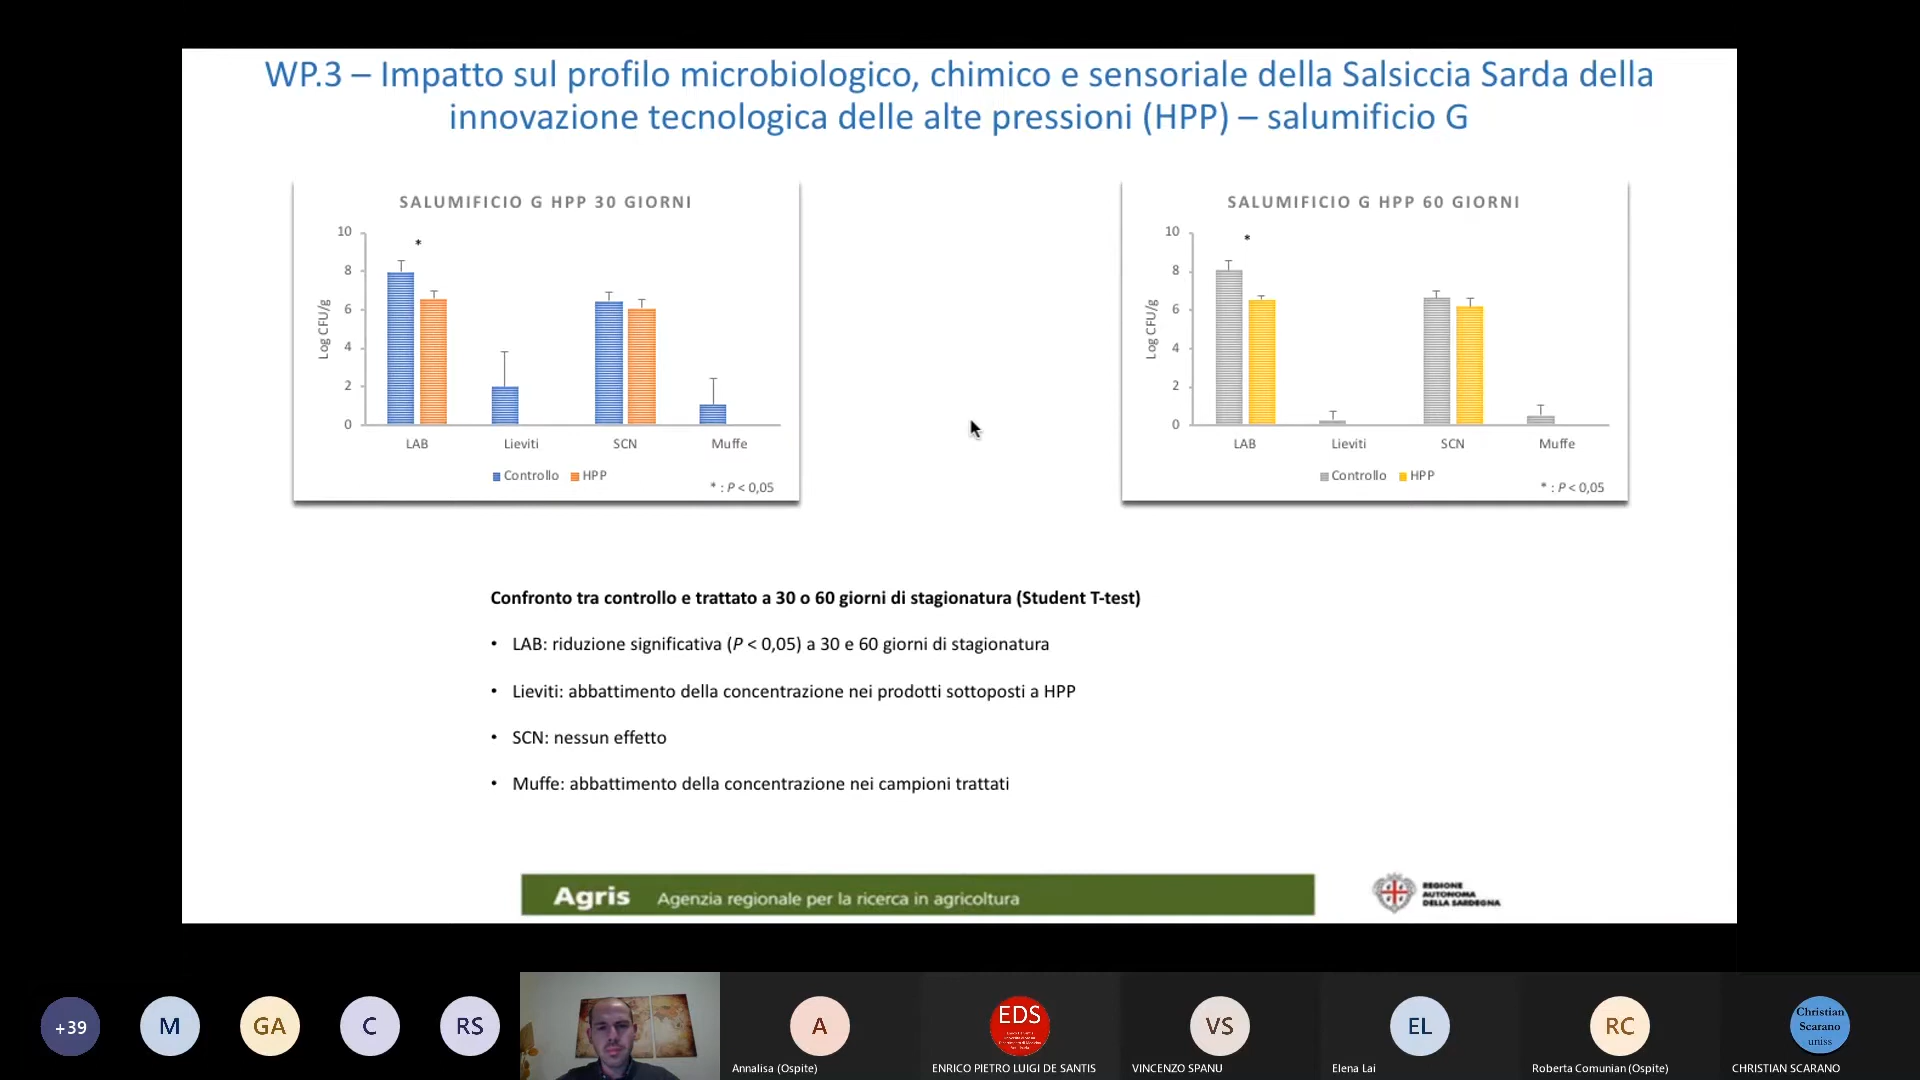 WP.3 – Impatto sul profilo microbiologico, chimico e sensoriale della Salsiccia Sarda della
innovazione tecnologica delle alte pressioni (HPP) – salumificio G
SALUMIFICIO G HPP 30 GIORNI
10
8
6
4
2
0
Log CFU/g
*
LAB
Lieviti
SCN
Muffe
Controllo
HPP
* : P < 0,05
SALUMIFICIO G HPP 60 GIORNI
10
8
6
4
2
0
Log CFU/g
*
LAB
Lieviti
SCN
Muffe
Controllo
HPP
* : P < 0,05
Confronto tra controllo e trattato a 30 o 60 giorni di stagionatura (Student T-test)
• LAB: riduzione significativa (P < 0,05) a 30 e 60 giorni di stagionatura
• Lieviti: abbattimento della concentrazione nei prodotti sottoposti a HPP
• SCN: nessun effetto
• Muffe: abbattimento della concentrazione nei campioni trattati
Agris Agenzia regionale per la ricerca in agricoltura
REGIONE
AUTONOMA
DELLA SARDEGNA
+39
M
GA
C
RS
A
Annalisa (Ospite)
EDS
ENRICO PIETRO LUIGI DE SANTIS
VS
VINCENZO SPANU
EL
Elena Lai
RC
Roberta Comunian (Ospite)
Christian
Scarano
uniss
CHRISTIAN SCARANO